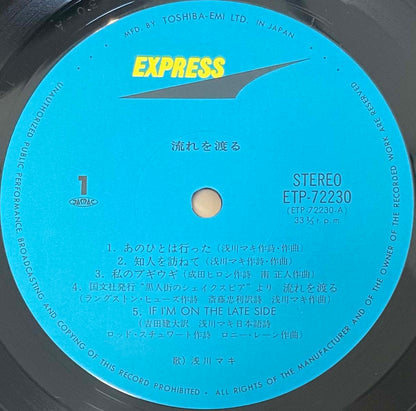 MFD. BY TOSHIBA-EMI LTD. IN JAPAN
EXPRESS
流れを渡る
1
STEREO
ETP-72230
(ETP-72230-A)
33⅓r.p.m
1. あのひとは行った(浅川マキ作詩・作曲)
2. 知人を訪ねて(浅川マキ作詩・作曲)
3. 私のブギウギ(成田ヒロシ作詩 南 正人作曲)
4. 国文社発行“黒人街のシェイクスピア”より 流れを渡る
(ラングストン・ヒューズ作詩 斎藤忠利訳詩 浅川マキ作曲)
5. IF I'M ON THE LATE SIDE
(吉田建大訳 浅川マキ日本語詩
ロッド・スチュワート作詩 ロニー・レーン作曲)
歌)浅川マキ
UNAUTHORIZED PUBLIC PERFORMANCE, BROADCASTING AND COPYING OF THIS RECORD PROHIBITED · ALL RIGHTS OF THE MANUFACTURER AND OF THE OWNER OF THE RECORDED WORK ARE RESERVED